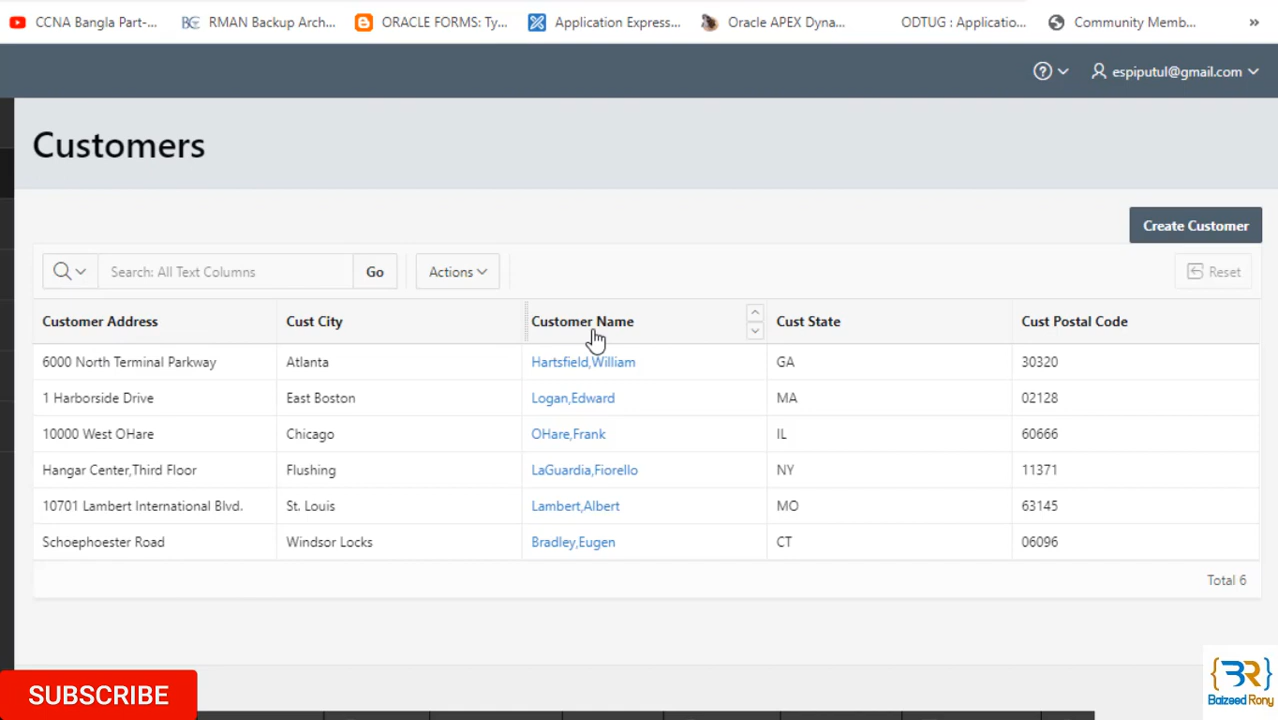 CCNA Bangla Part-... RMAN Backup Arch... ORACLE FORMS: Ty... Application Express... Oracle APEX Dyna... ODTUG : Applicatio... Community Memb... »
espiputul@gmail.com
Customers
Create Customer
Search: All Text Columns Go Actions Reset
Customer Address Cust City Customer Name Cust State Cust Postal Code
6000 North Terminal Parkway Atlanta Hartsfield,William GA 30320
1 Harborside Drive East Boston Logan,Edward MA 02128
10000 West OHare Chicago OHare,Frank IL 60666
Hangar Center,Third Floor Flushing LaGuardia,Fiorello NY 11371
10701 Lambert International Blvd. St. Louis Lambert,Albert MO 63145
Schoephoester Road Windsor Locks Bradley,Eugen CT 06096
Total 6
SUBSCRIBE
{BR}
Baizeed Rony